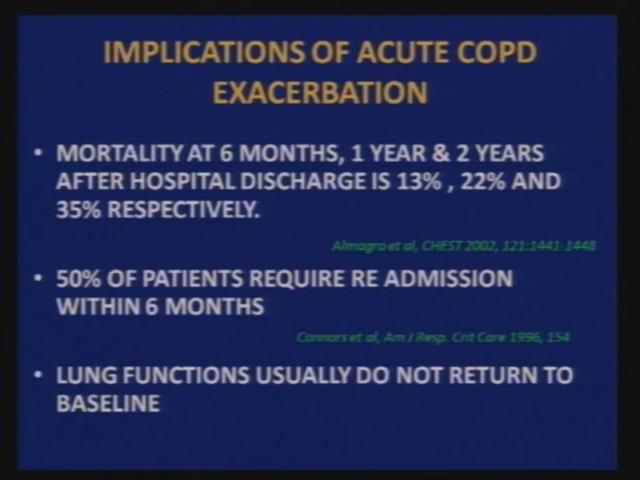 IMPLICATIONS OF ACUTE COPD
EXACERBATION
• MORTALITY AT 6 MONTHS, 1 YEAR & 2 YEARS
AFTER HOSPITAL DISCHARGE IS 13% , 22% AND
35% RESPECTIVELY.
Almagro et al, CHEST 2002, 121:1441-1448
• 50% OF PATIENTS REQUIRE RE ADMISSION
WITHIN 6 MONTHS
Connors et al, Am J Resp. Crit Care 1996, 154
• LUNG FUNCTIONS USUALLY DO NOT RETURN TO
BASELINE